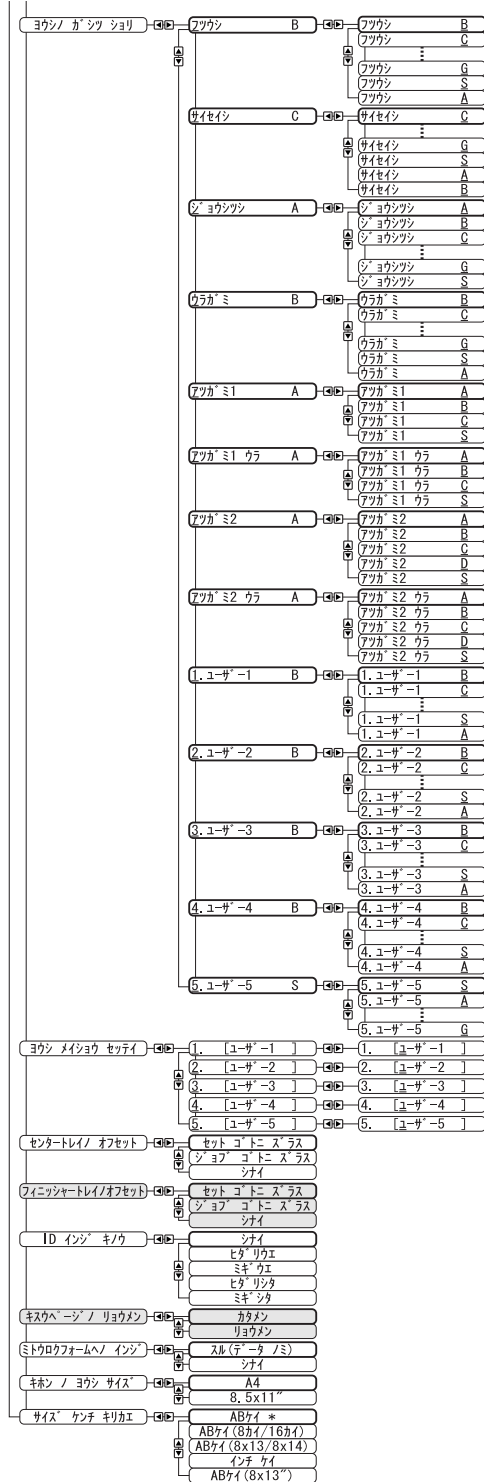 ヨウシノ ガシツ ショリ
フツウシ B
フツウシ B
フツウシ C
フツウシ G
フツウシ S
フツウシ A
サイセイシ C
サイセイシ C
サイセイシ G
サイセイシ S
サイセイシ A
サイセイシ B
ジョウシツシ A
ジョウシツシ A
ジョウシツシ B
ジョウシツシ C
ジョウシツシ G
ジョウシツシ S
ウラガミ B
ウラガミ B
ウラガミ C
ウラガミ G
ウラガミ S
ウラガミ A
アツガミ1 A
アツガミ1 A
アツガミ1 B
アツガミ1 C
アツガミ1 S
アツガミ1 ウラ A
アツガミ1 ウラ A
アツガミ1 ウラ B
アツガミ1 ウラ C
アツガミ1 ウラ S
アツガミ2 A
アツガミ2 A
アツガミ2 B
アツガミ2 C
アツガミ2 D
アツガミ2 S
アツガミ2 ウラ A
アツガミ2 ウラ A
アツガミ2 ウラ B
アツガミ2 ウラ C
アツガミ2 ウラ D
アツガミ2 ウラ S
1.ユーザー1 B
1.ユーザー1 B
1.ユーザー1 C
1.ユーザー1 S
1.ユーザー1 A
2.ユーザー2 B
2.ユーザー2 B
2.ユーザー2 C
2.ユーザー2 S
2.ユーザー2 A
3.ユーザー3 B
3.ユーザー3 B
3.ユーザー3 C
3.ユーザー3 S
3.ユーザー3 A
4.ユーザー4 B
4.ユーザー4 B
4.ユーザー4 C
4.ユーザー4 S
4.ユーザー4 A
5.ユーザー5 S
5.ユーザー5 S
5.ユーザー5 A
5.ユーザー5 G
ヨウシ メイショウ セッテイ
1. [ユーザー1 ]
1. [ユーザー1 ]
2. [ユーザー2 ]
2. [ユーザー2 ]
3. [ユーザー3 ]
3. [ユーザー3 ]
4. [ユーザー4 ]
4. [ユーザー4 ]
5. [ユーザー5 ]
5. [ユーザー5 ]
センタートレイノ オフセット
セット ゴトニ ズラス
ジョブ ゴトニ ズラス
シナイ
フィニッシャートレイノオフセット
セット ゴトニ ズラス
ジョブ ゴトニ ズラス
シナイ
ID インジ キノウ
シナイ
ヒダリウエ
ミギウエ
ヒダリシタ
ミギシタ
キスウページノ リョウメン
カタメン
リョウメン
ミトウロクフォームヘノ インジ
スル(データ ノミ)
シナイ
キホン ノ ヨウシ サイズ
A4
8.5x11″
サイズ ケンチ キリカエ
ABケイ *
ABケイ(8カイ/16カイ)
ABケイ(8x13/8x14)
インチ ケイ
ABケイ(8x13″)